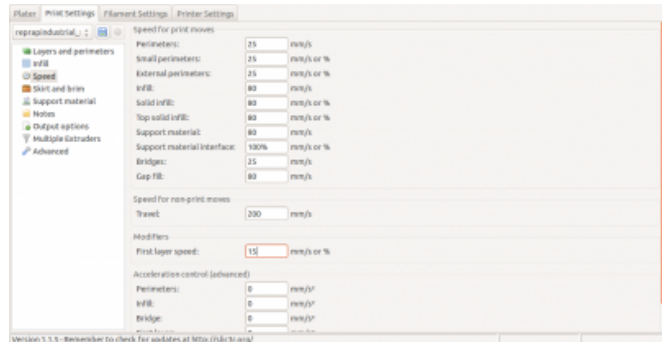 Plater Print Settings Filament Settings Printer Settings
reprapindustrial_
Layers and perimeters
Infill
Speed
Skirt and brim
Support material
Notes
Output options
Multiple Extruders
Advanced
Speed for print moves
Perimeters: 25 mm/s
Small perimeters: 25 mm/s or %
External perimeters: 25 mm/s or %
Infill: 80 mm/s
Solid infill: 80 mm/s or %
Top solid infill: 80 mm/s or %
Support material: 80 mm/s
Support material interface: 100% mm/s or %
Bridges: 25 mm/s
Gap fill: 80 mm/s
Speed for non-print moves
Travel: 200 mm/s
Modifiers
First layer speed: 15 mm/s or %
Acceleration control (advanced)
Perimeters: 0 mm/s²
Infill: 0 mm/s²
Bridge: 0 mm/s²
Version 1.1.5 - Remember to check for updates at http://slic3r.org/